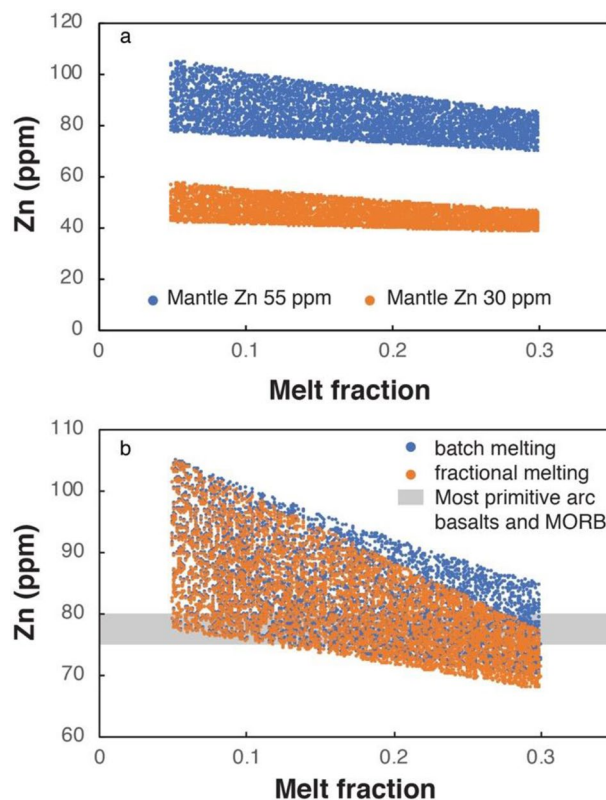 a
120
100
80
60
40
20
0
Zn (ppm)
Mantle Zn 55 ppm Mantle Zn 30 ppm
0 0.1 0.2 0.3
Melt fraction
b
110
100
90
80
70
60
Zn (ppm)
batch melting
fractional melting
Most primitive arc
basalts and MORB
0 0.1 0.2 0.3
Melt fraction